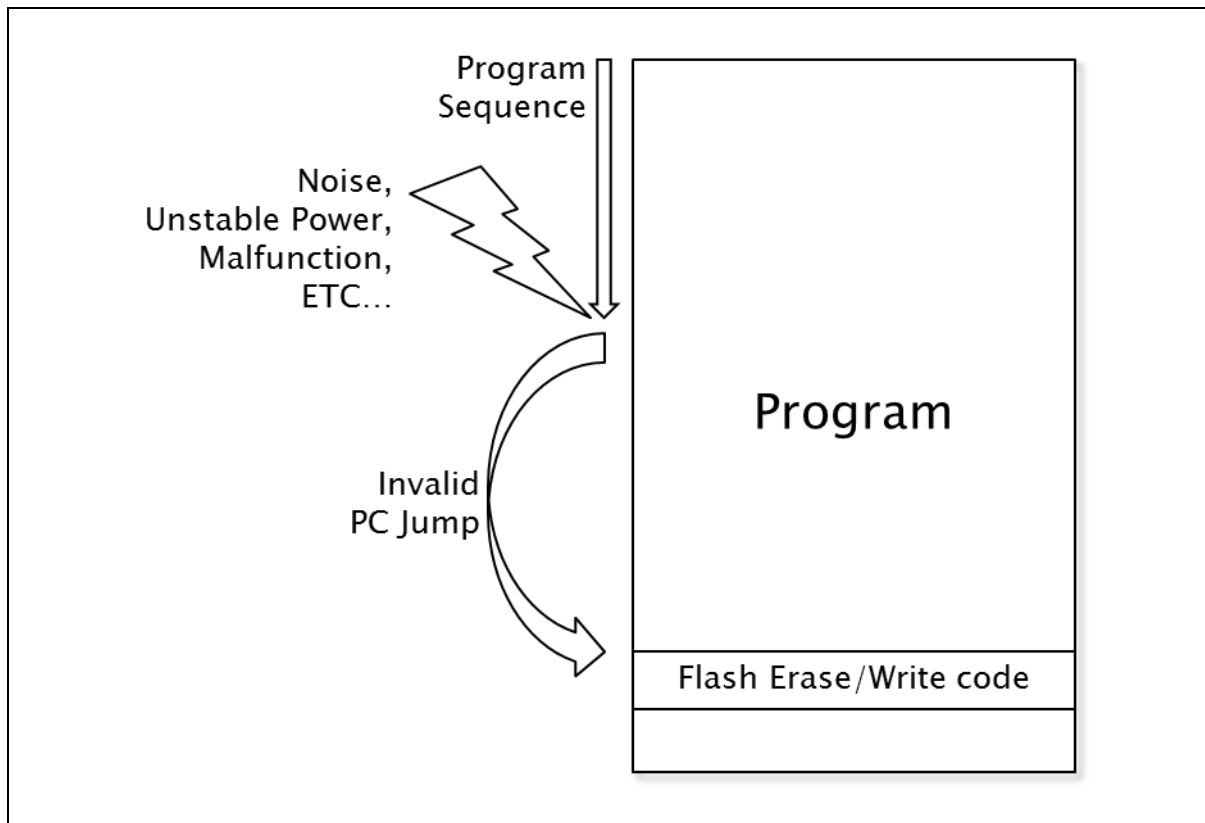 Program
Sequence
Noise,
Unstable Power,
Malfunction,
ETC...
Program
Invalid
PC Jump
Flash Erase/Write code